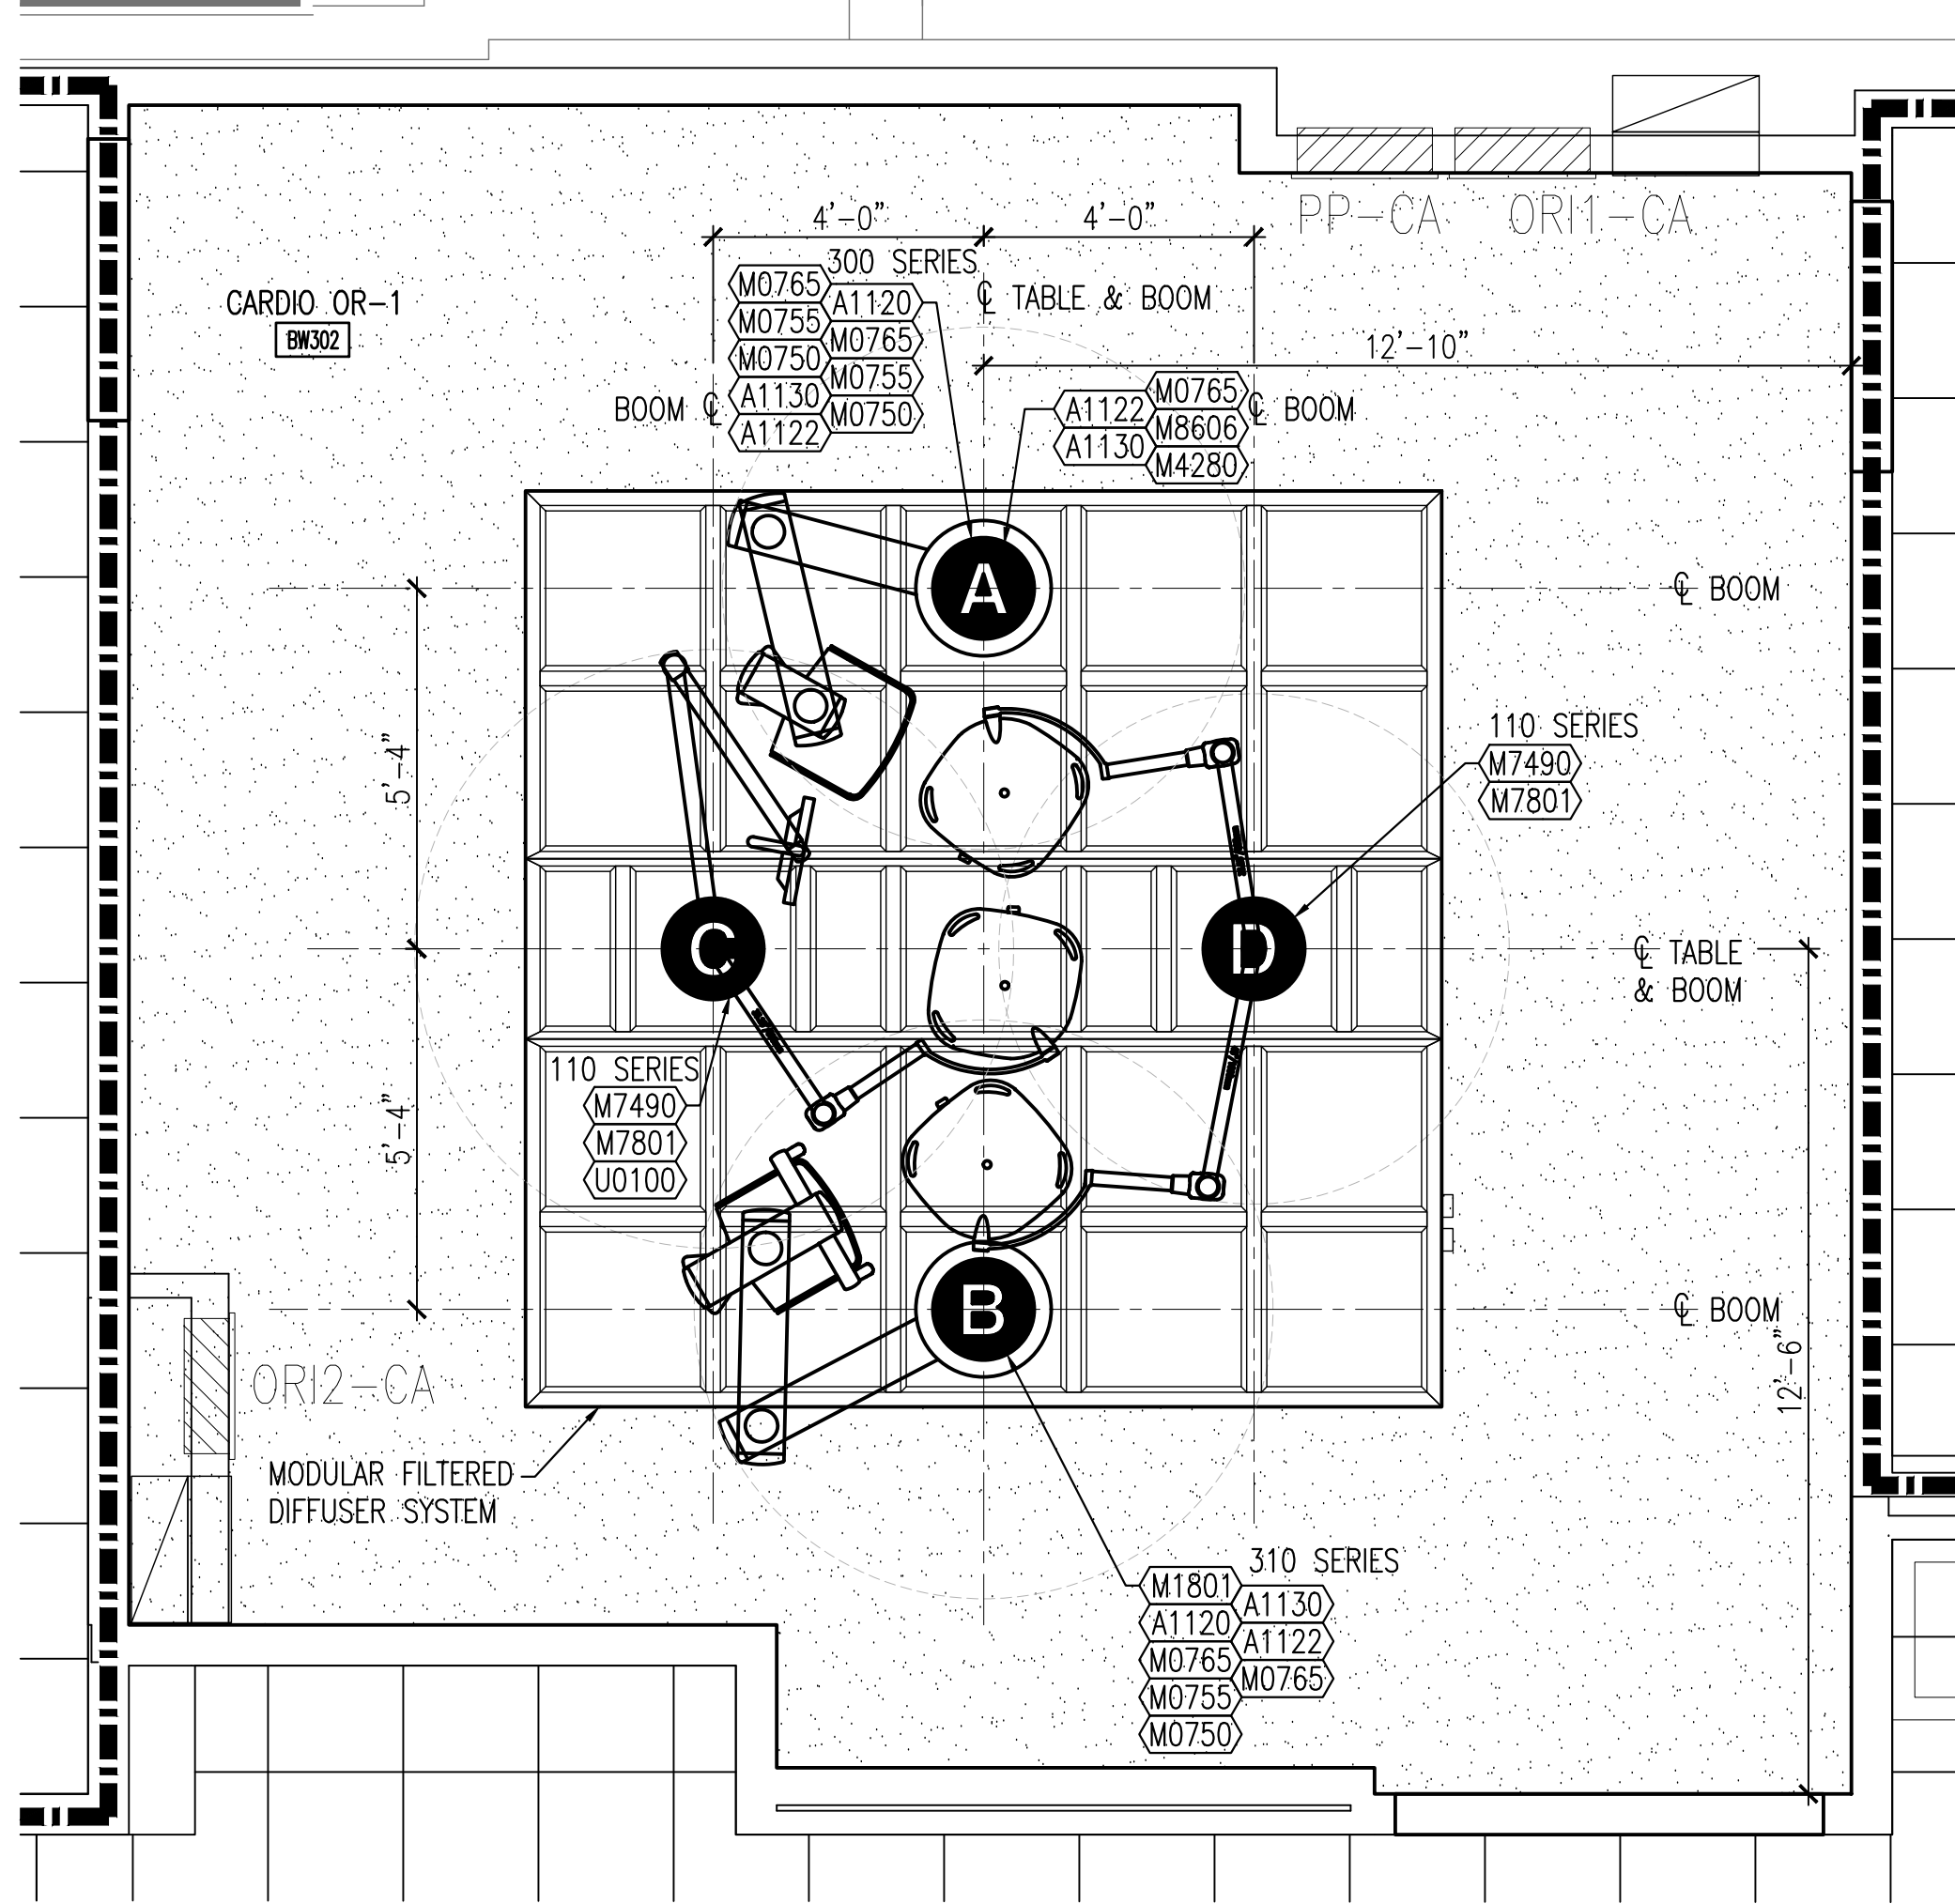 4'-0" 4'-0"
PP-CA ORI1-CA
300 SERIES
M0765
M0755
M0750
A1130
A1122
A1120
M0765
M0755
M0750
℄ TABLE & BOOM
CARDIO OR-1
BW302
12'-10"
BOOM ℄
A1122
A1130
M0765
M8606
M4280
℄ BOOM
A
℄ BOOM
5'-4"
110 SERIES
M7490
M7801
C
D
℄ TABLE
& BOOM
110 SERIES
M7490
M7801
U0100
5'-4"
B
℄ BOOM
12'-6"
ORI2-CA
MODULAR FILTERED
DIFFUSER SYSTEM
310 SERIES
M1801
A1120
M0765
M0755
M0750
A1130
A1122
M0765